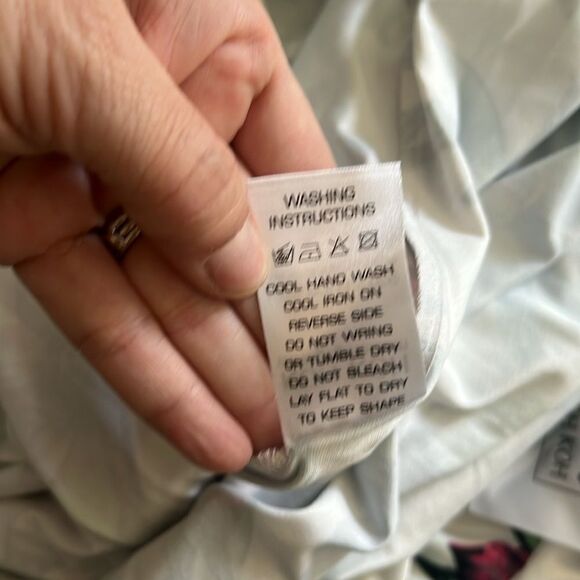 WASHING
INSTRUCTIONS
COOL HAND WASH
COOL IRON ON
REVERSE SIDE
DO NOT WRING
OR TUMBLE DRY
DO NOT BLEACH
LAY FLAT TO DRY
TO KEEP SHAPE